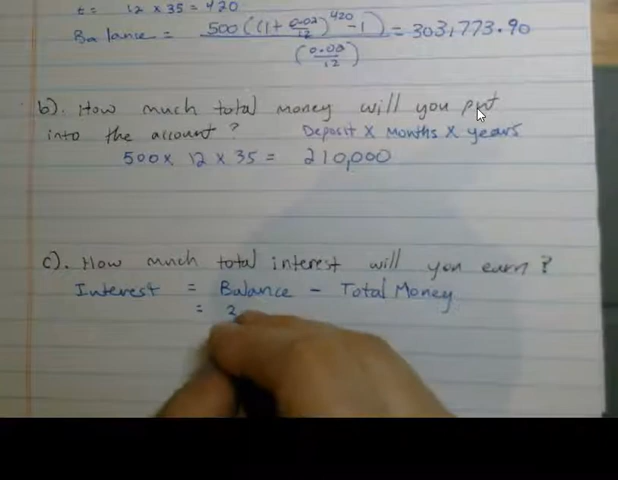 t = 12 x 35 = 420
Balance = 500((1 + 0.02/12)^420 - 1) / (0.02/12) = 303,773.90
b). How much total money will you put
into the account? Deposit x Months x years
500 x 12 x 35 = 210,000
c). How much total interest will you earn?
Interest = Balance - Total Money
= 3